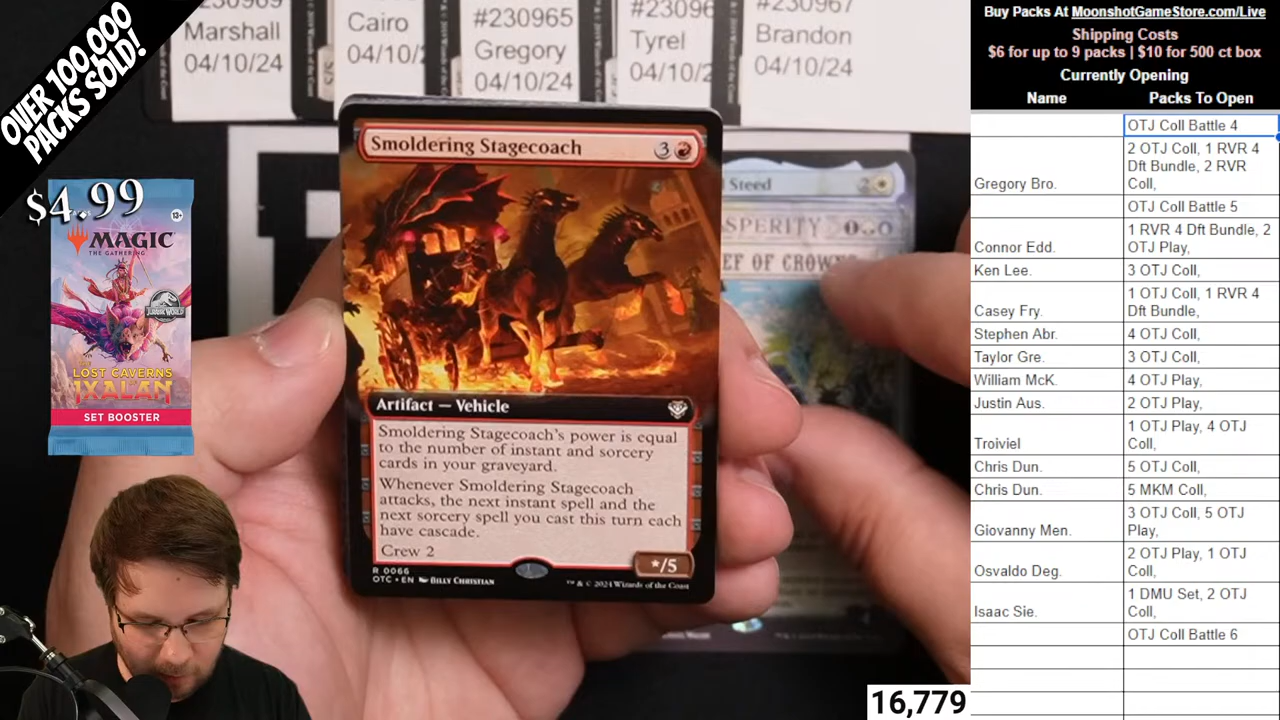 OVER 100,000
PACKS SOLD!
$4.99
13+
MAGIC
THE GATHERING
JURASSIC WORLD
LOST CAVERNS
IXALAN
SET BOOSTER
#230969
Marshall
04/10/24
Cairo
04/10/
#230965
Gregory
04/10/24
#23096
Tyrel
04/10/2
#230967
Brandon
04/10/24
Smoldering Stagecoach 3
Artifact — Vehicle
Smoldering Stagecoach's power is equal
to the number of instant and sorcery
cards in your graveyard.
Whenever Smoldering Stagecoach
attacks, the next instant spell and the
next sorcery spell you cast this turn each
have cascade.
Crew 2
*/5
R 0066
OTC • EN BILLY CHRISTIAN
™ & © 2024 Wizards of the Coast
Steed 2
SPERITY
EF OF CROW
16,779
Buy Packs At MoonshotGameStore.com/Live
Shipping Costs
$6 for up to 9 packs | $10 for 500 ct box
Currently Opening
Name Packs To Open
OTJ Coll Battle 4
Gregory Bro. 2 OTJ Coll, 1 RVR 4
Dft Bundle, 2 RVR
Coll,
OTJ Coll Battle 5
Connor Edd. 1 RVR 4 Dft Bundle, 2
OTJ Play,
Ken Lee. 3 OTJ Coll,
Casey Fry. 1 OTJ Coll, 1 RVR 4
Dft Bundle,
Stephen Abr. 4 OTJ Coll,
Taylor Gre. 3 OTJ Coll,
William McK. 4 OTJ Play,
Justin Aus. 2 OTJ Play,
Troiviel 1 OTJ Play, 4 OTJ
Coll,
Chris Dun. 5 OTJ Coll,
Chris Dun. 5 MKM Coll,
Giovanny Men. 3 OTJ Coll, 5 OTJ
Play,
Osvaldo Deg. 2 OTJ Play, 1 OTJ
Coll,
Isaac Sie. 1 DMU Set, 2 OTJ
Coll,
OTJ Coll Battle 6